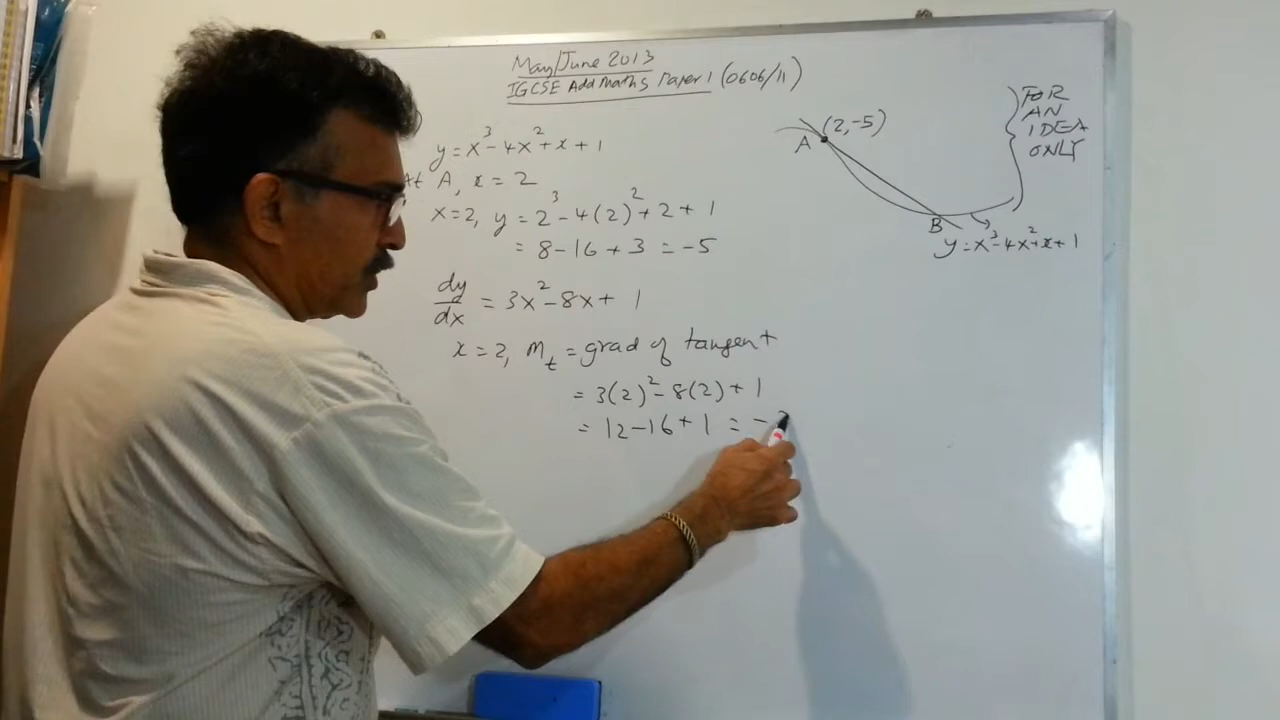 May/June 2013
IGCSE Add Maths Paper 1 (0606/11)
)
y = x³ - 4x² + x + 1
At A, x = 2
x=2, y = 2³ - 4(2)² + 2 + 1
= 8 - 16 + 3 = -5
dy/dx = 3x² - 8x + 1
x = 2, Mt = grad of tangent
= 3(2)² - 8(2) + 1
= 12 - 16 + 1 = -
(2, -5)
A
B
y = x³ - 4x² + x + 1
FOR
AN
IDEA
ONLY